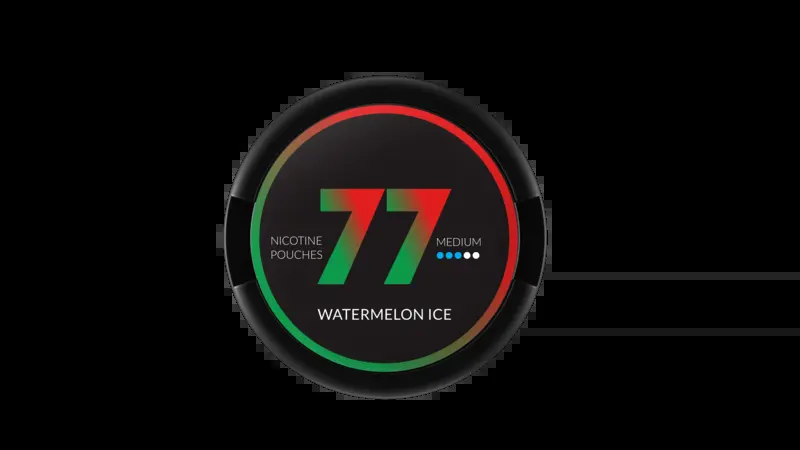 77
NICOTINE
POUCHES
MEDIUM
WATERMELON ICE